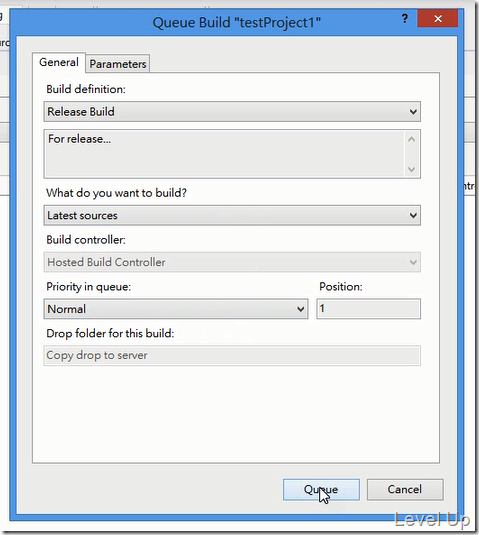 Queue Build "testProject1"
?
General
Parameters
Build definition:
Release Build
For release...
What do you want to build?
Latest sources
Build controller:
Hosted Build Controller
Priority in queue:
Position:
Normal
1
Drop folder for this build:
Copy drop to server
Queue
Cancel
Level Up